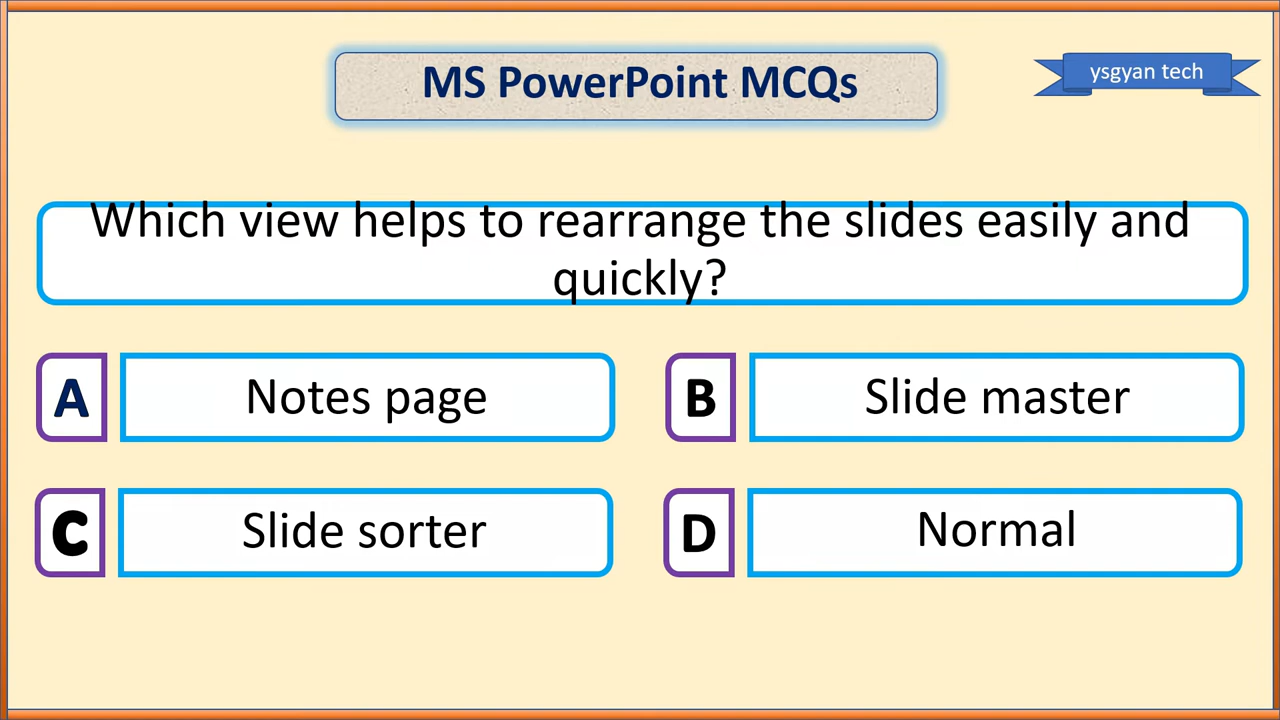 MS PowerPoint MCQs
ysgyan tech
Which view helps to rearrange the slides easily and
quickly?
A
Notes page
B
Slide master
C
Slide sorter
D
Normal